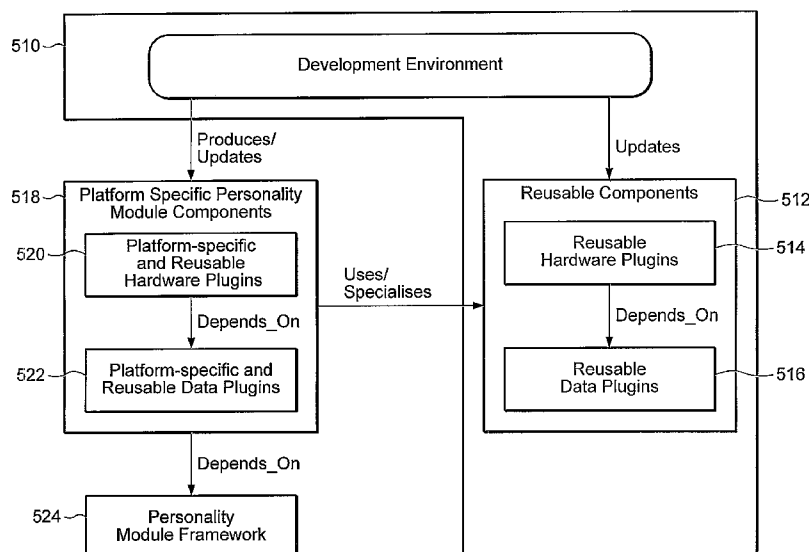 510
Development Environment
Produces/
Updates
Updates
518
Platform Specific Personality
Module Components
Reusable Components
512
520
Platform-specific
and Reusable
Hardware Plugins
Reusable
Hardware Plugins
514
Uses/
Specialises
Depends_On
Depends_On
522
Platform-specific and
Reusable Data Plugins
Reusable
Data Plugins
516
Depends_On
524
Personality
Module Framework